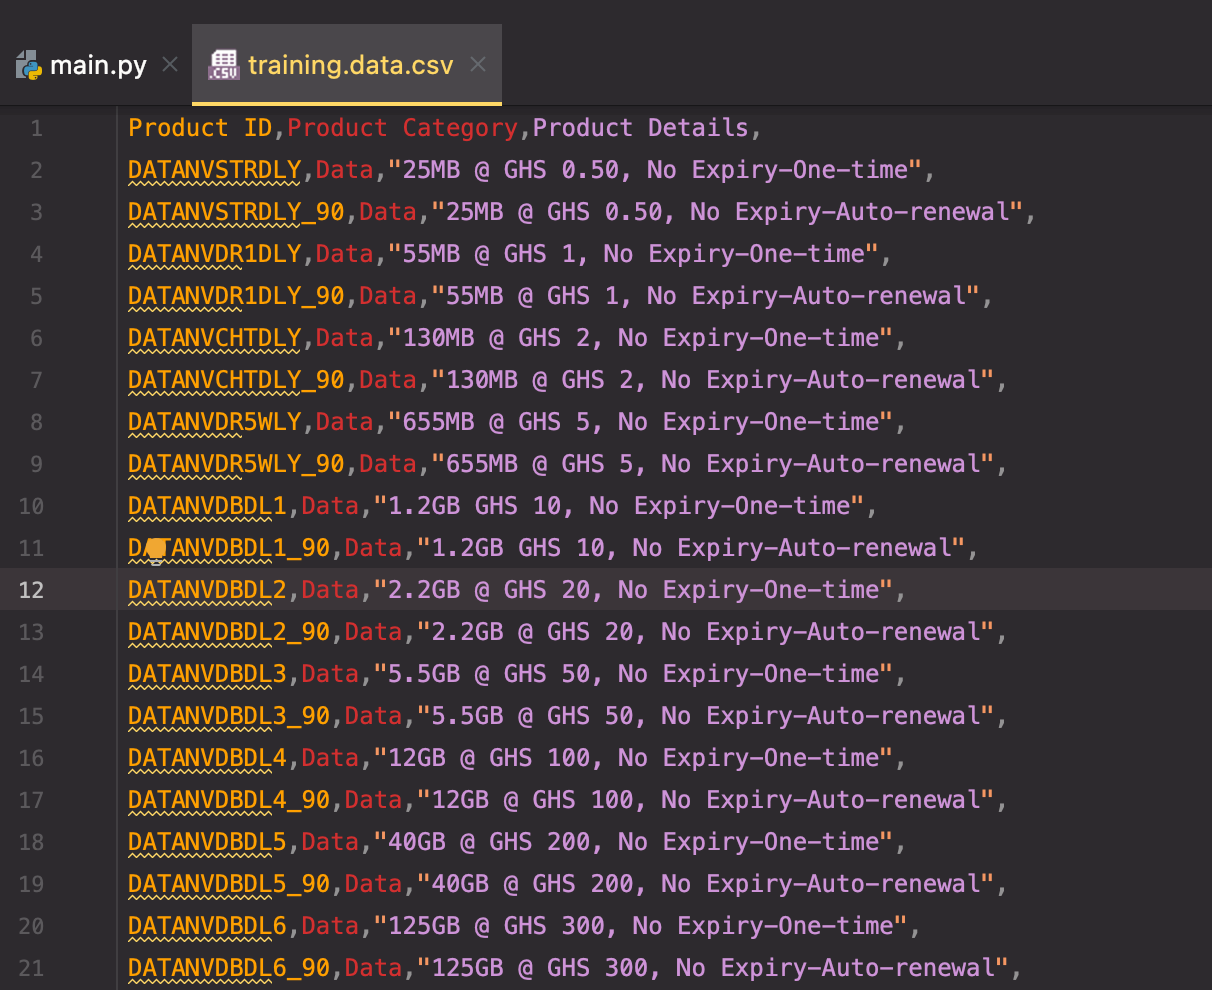 main.py training.data.csv
1 Product ID,Product Category,Product Details,
2 DATANVSTRDLY,Data,"25MB @ GHS 0.50, No Expiry-One-time",
3 DATANVSTRDLY_90,Data,"25MB @ GHS 0.50, No Expiry-Auto-renewal",
4 DATANVDR1DLY,Data,"55MB @ GHS 1, No Expiry-One-time",
5 DATANVDR1DLY_90,Data,"55MB @ GHS 1, No Expiry-Auto-renewal",
6 DATANVCHTDLY,Data,"130MB @ GHS 2, No Expiry-One-time",
7 DATANVCHTDLY_90,Data,"130MB @ GHS 2, No Expiry-Auto-renewal",
8 DATANVDR5WLY,Data,"655MB @ GHS 5, No Expiry-One-time",
9 DATANVDR5WLY_90,Data,"655MB @ GHS 5, No Expiry-Auto-renewal",
10 DATANVDBDL1,Data,"1.2GB GHS 10, No Expiry-One-time",
11 DATANVDBDL1_90,Data,"1.2GB GHS 10, No Expiry-Auto-renewal",
12 DATANVDBDL2,Data,"2.2GB @ GHS 20, No Expiry-One-time",
13 DATANVDBDL2_90,Data,"2.2GB @ GHS 20, No Expiry-Auto-renewal",
14 DATANVDBDL3,Data,"5.5GB @ GHS 50, No Expiry-One-time",
15 DATANVDBDL3_90,Data,"5.5GB @ GHS 50, No Expiry-Auto-renewal",
16 DATANVDBDL4,Data,"12GB @ GHS 100, No Expiry-One-time",
17 DATANVDBDL4_90,Data,"12GB @ GHS 100, No Expiry-Auto-renewal",
18 DATANVDBDL5,Data,"40GB @ GHS 200, No Expiry-One-time",
19 DATANVDBDL5_90,Data,"40GB @ GHS 200, No Expiry-Auto-renewal",
20 DATANVDBDL6,Data,"125GB @ GHS 300, No Expiry-One-time",
21 DATANVDBDL6_90,Data,"125GB @ GHS 300, No Expiry-Auto-renewal",